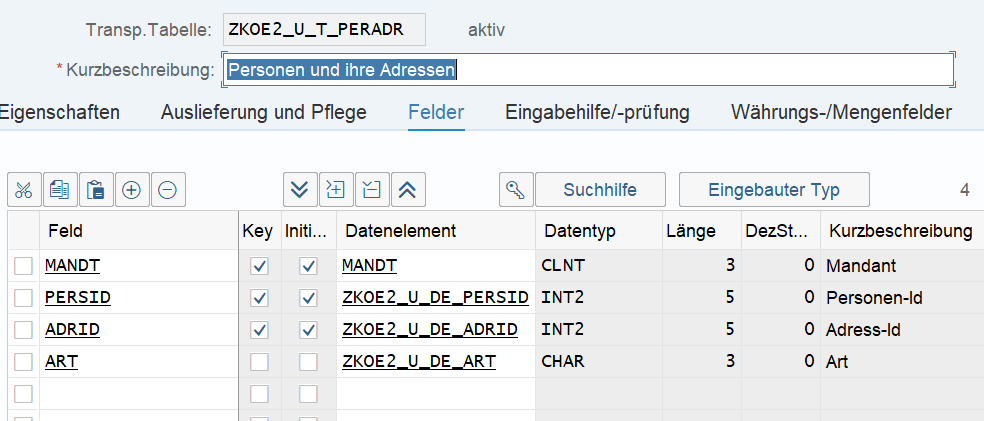 Transp.Tabelle: ZKOE2_U_T_PERADR aktiv
* Kurzbeschreibung: Personen und ihre Adressen
Eigenschaften Auslieferung und Pflege Felder Eingabehilfe/-prüfung Währungs-/Mengenfelder
Suchhilfe Eingebauter Typ 4
Feld Key Initi... Datenelement Datentyp Länge DezSt... Kurzbeschreibung
MANDT MANDT CLNT 3 0 Mandant
PERSID ZKOE2_U_DE_PERSID INT2 5 0 Personen-Id
ADRID ZKOE2_U_DE_ADRID INT2 5 0 Adress-Id
ART ZKOE2_U_DE_ART CHAR 3 0 Art